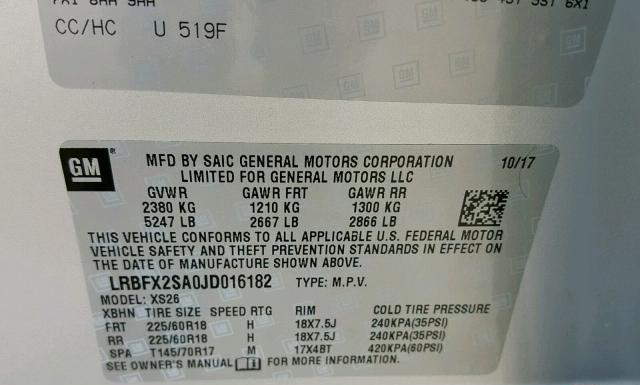 CC/HC U 519F
GM
MFD BY SAIC GENERAL MOTORS CORPORATION 10/17
LIMITED FOR GENERAL MOTORS LLC
GVWR GAWR FRT GAWR RR
2380 KG 1210 KG 1300 KG
5247 LB 2667 LB 2866 LB
THIS VEHICLE CONFORMS TO ALL APPLICABLE U.S. FEDERAL MOTOR
VEHICLE SAFETY AND THEFT PREVENTION STANDARDS IN EFFECT ON
THE DATE OF MANUFACTURE SHOWN ABOVE.
LRBFX2SA0JD016182 TYPE: M.P.V.
MODEL: XS26
XBHN TIRE SIZE SPEED RTG RIM COLD TIRE PRESSURE
FRT 225/60R18 H 18X7.5J 240KPA(35PSI)
RR 225/60R18 H 18X7.5J 240KPA(35PSI)
SPA T145/70R17 M 17X4BT 420KPA(60PSI)
SEE OWNER'S MANUAL FOR MORE INFORMATION.